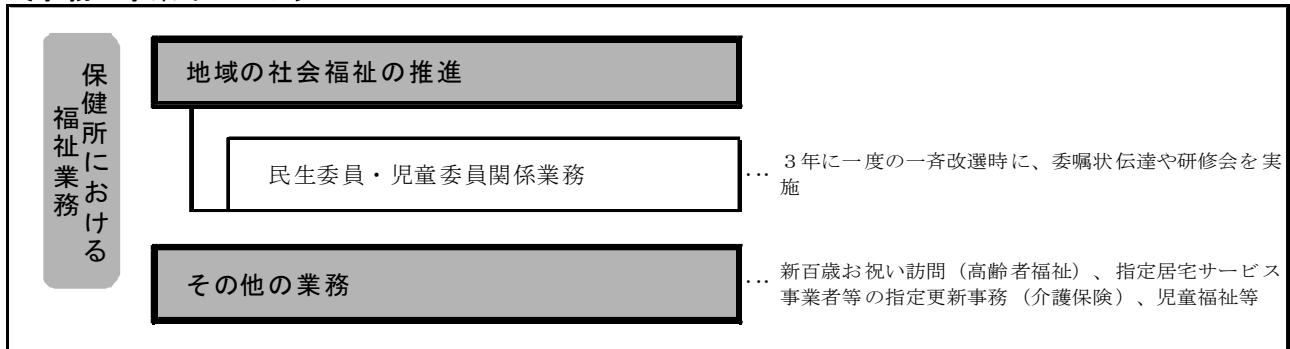 保健所における
福祉業務
地域の社会福祉の推進
民生委員・児童委員関係業務
… 3年に一度の一斉改選時に、委嘱状伝達や研修会を実
施
その他の業務
… 新百歳お祝い訪問（高齢者福祉）、指定居宅サービス
事業者等の指定更新事務（介護保険）、児童福祉等